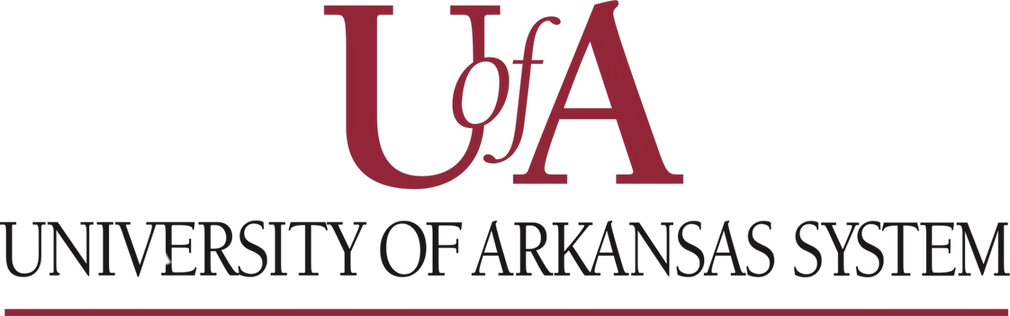 UofA
UNIVERSITY OF ARKANSAS SYSTEM